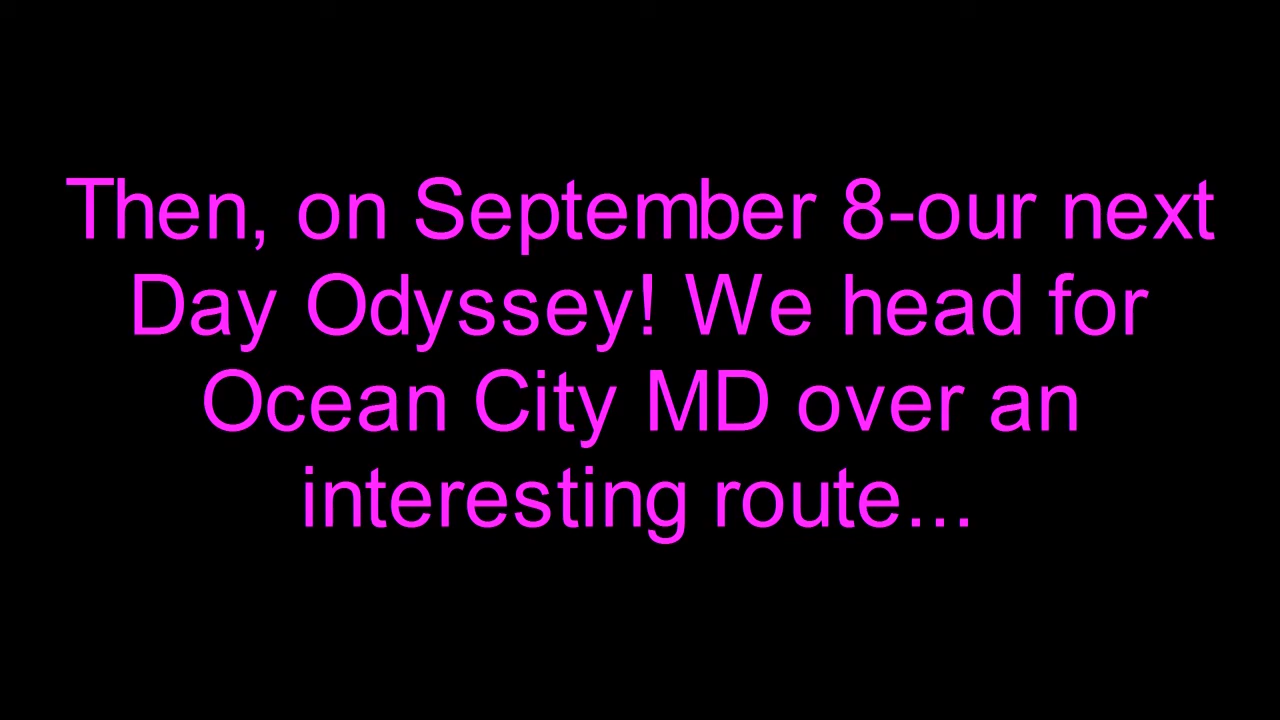 Then, on September 8-our next
Day Odyssey! We head for
Ocean City MD over an
interesting route...